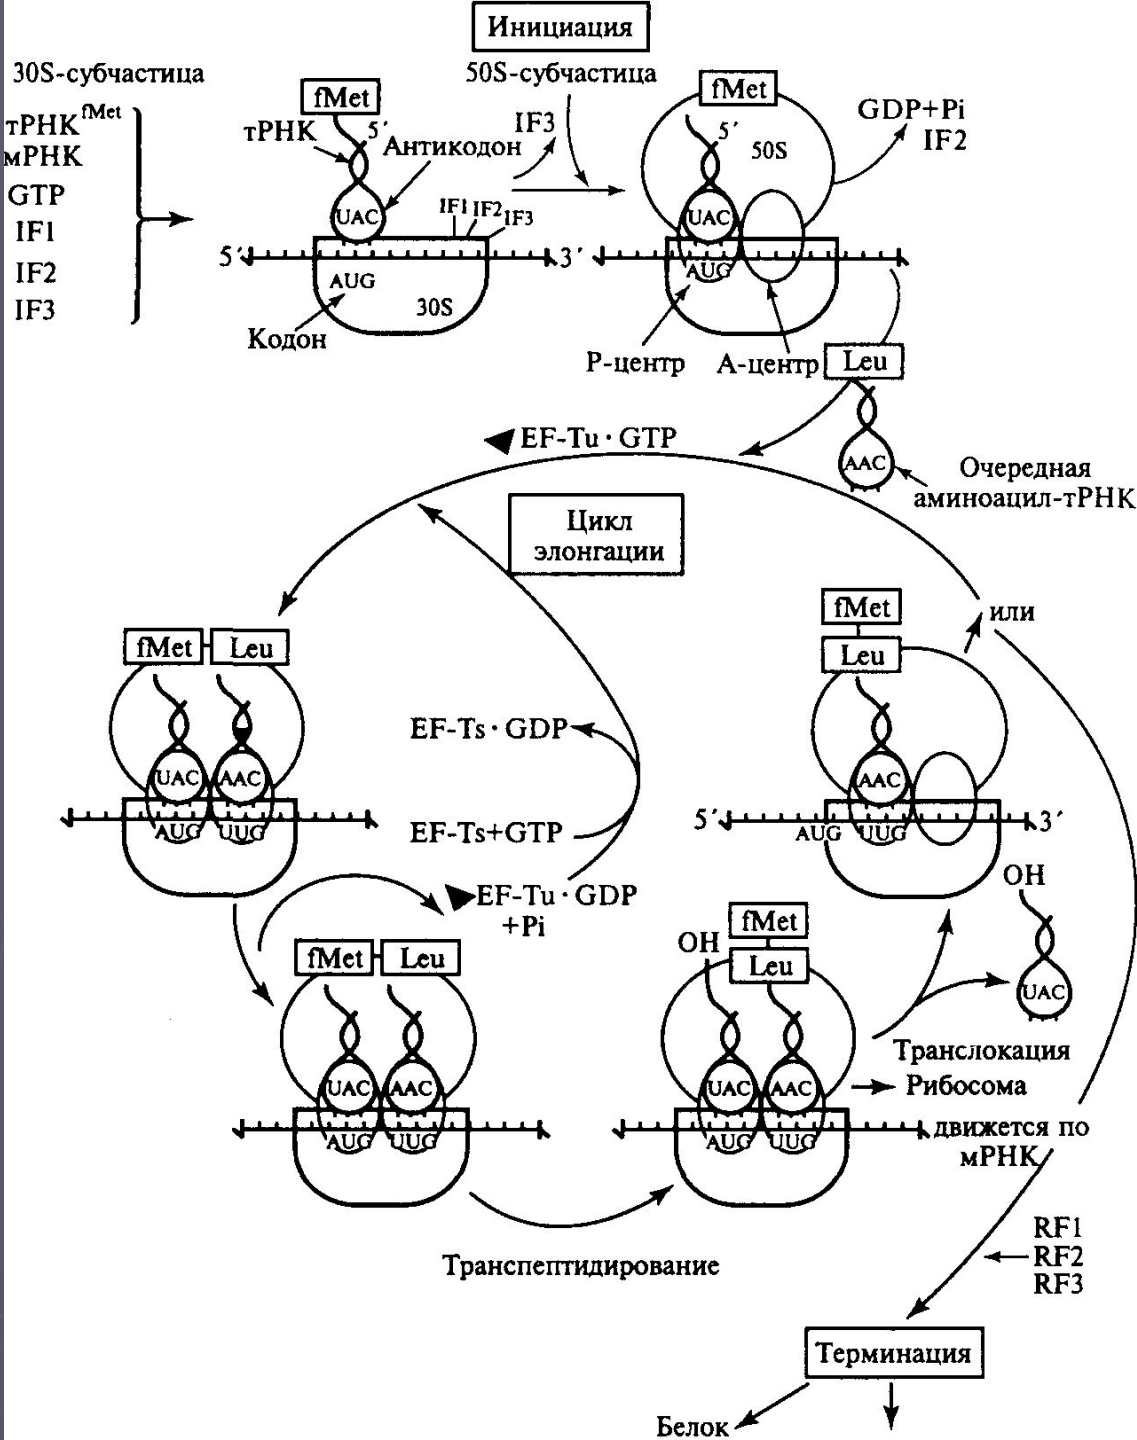 Инициация
30S-субчастица
50S-субчастица
тРНКfMet
мРНК
GTP
IF1
IF2
IF3
fMet
тРНК
5′
Антикодон
UAC
IF1
IF2
IF3
5′
3′
AUG
30S
Кодон
IF3
fMet
5′
50S
UAC
AUG
GDP+Pi
IF2
P-центр
A-центр
Leu
AAC
Очередная
аминоацил-тРНК
EF-Tu · GTP
Цикл
элонгации
или
fMet
Leu
UAC
AAC
AUG
UUG
EF-Ts · GDP
EF-Ts+GTP
EF-Tu · GDP
+Pi
fMet
Leu
AAC
5′
3′
AUG
UUG
OH
UAC
fMet
Leu
UAC
AAC
AUG
UUG
OH
fMet
Leu
UAC
AAC
AUG
UUG
Транслокация
Рибосома
движется по
мРНК
Транспептидирование
RF1
RF2
RF3
Терминация
Белок